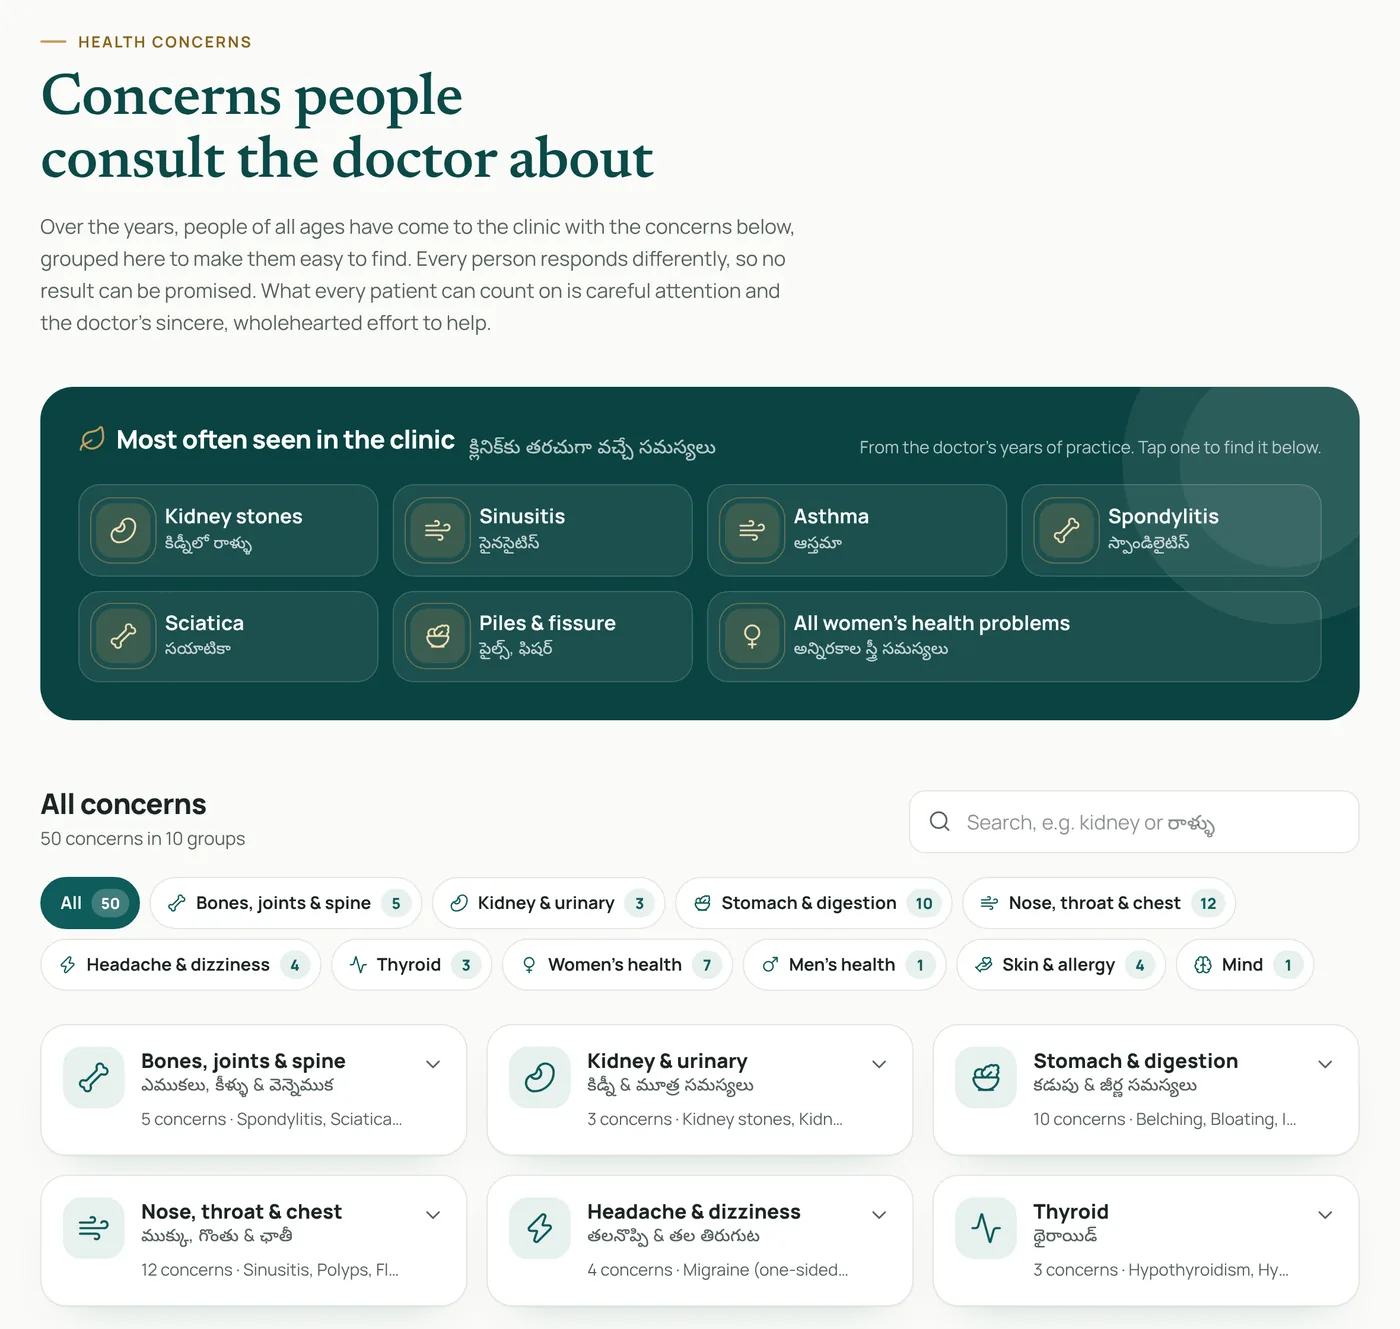 HEALTH CONCERNS
Concerns people
consult the doctor about
Over the years, people of all ages have come to the clinic with the concerns below,
grouped here to make them easy to find. Every person responds differently, so no
result can be promised. What every patient can count on is careful attention and
the doctor's sincere, wholehearted effort to help.
Most often seen in the clinic క్లినిక్‌కు తరచుగా వచ్చే సమస్యలు
From the doctor's years of practice. Tap one to find it below.
Kidney stones
కిడ్నీలో రాళ్ళు
Sinusitis
సైనసైటిస్
Asthma
ఆస్తమా
Spondylitis
స్పాండిలైటిస్
Sciatica
సయాటికా
Piles & fissure
పైల్స్, ఫిషర్
All women's health problems
అన్నిరకాల స్త్రీ సమస్యలు
All concerns
50 concerns in 10 groups
Search, e.g. kidney or రాళ్ళు
All 50
Bones, joints & spine 5
Kidney & urinary 3
Stomach & digestion 10
Nose, throat & chest 12
Headache & dizziness 4
Thyroid 3
Women's health 7
Men's health 1
Skin & allergy 4
Mind 1
Bones, joints & spine
ఎముకలు, కీళ్ళు & వెన్నెముక
5 concerns · Spondylitis, Sciatica...
Kidney & urinary
కిడ్నీ & మూత్ర సమస్యలు
3 concerns · Kidney stones, Kidn...
Stomach & digestion
కడుపు & జీర్ణ సమస్యలు
10 concerns · Belching, Bloating, I...
Nose, throat & chest
ముక్కు, గొంతు & ఛాతీ
12 concerns · Sinusitis, Polyps, Fl...
Headache & dizziness
తలనొప్పి & తల తిరుగుట
4 concerns · Migraine (one-sided...
Thyroid
థైరాయిడ్
3 concerns · Hypothyroidism, Hy...